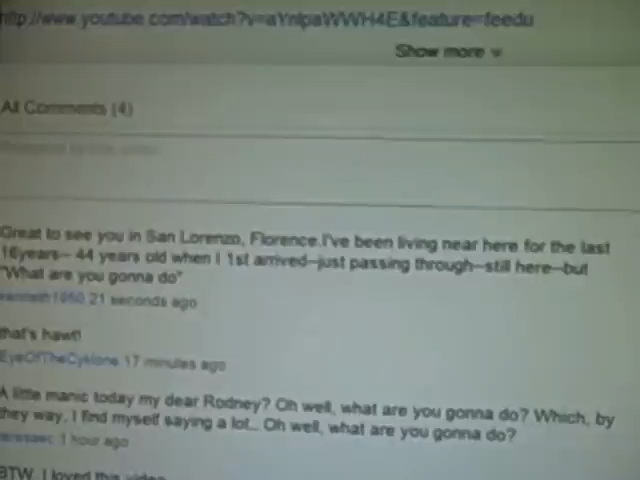 http://www.youtube.com/watch?v=aYnlpaWWH4E&feature=feedu
Show more
All Comments (4)
Great to see you in San Lorenzo, Florence.I've been living near here for the last
16years-- 44 years old when I 1st arrived--just passing through--still here--but
"What are you gonna do"
kenneth1950 21 seconds ago
that's hawt!
EyeOfTheCyklone 17 minutes ago
A little manic today my dear Rodney? Oh well, what are you gonna do? Which, by
they way, I find myself saying a lot... Oh well, what are you gonna do?
1 hour ago
BTW, I loved this video